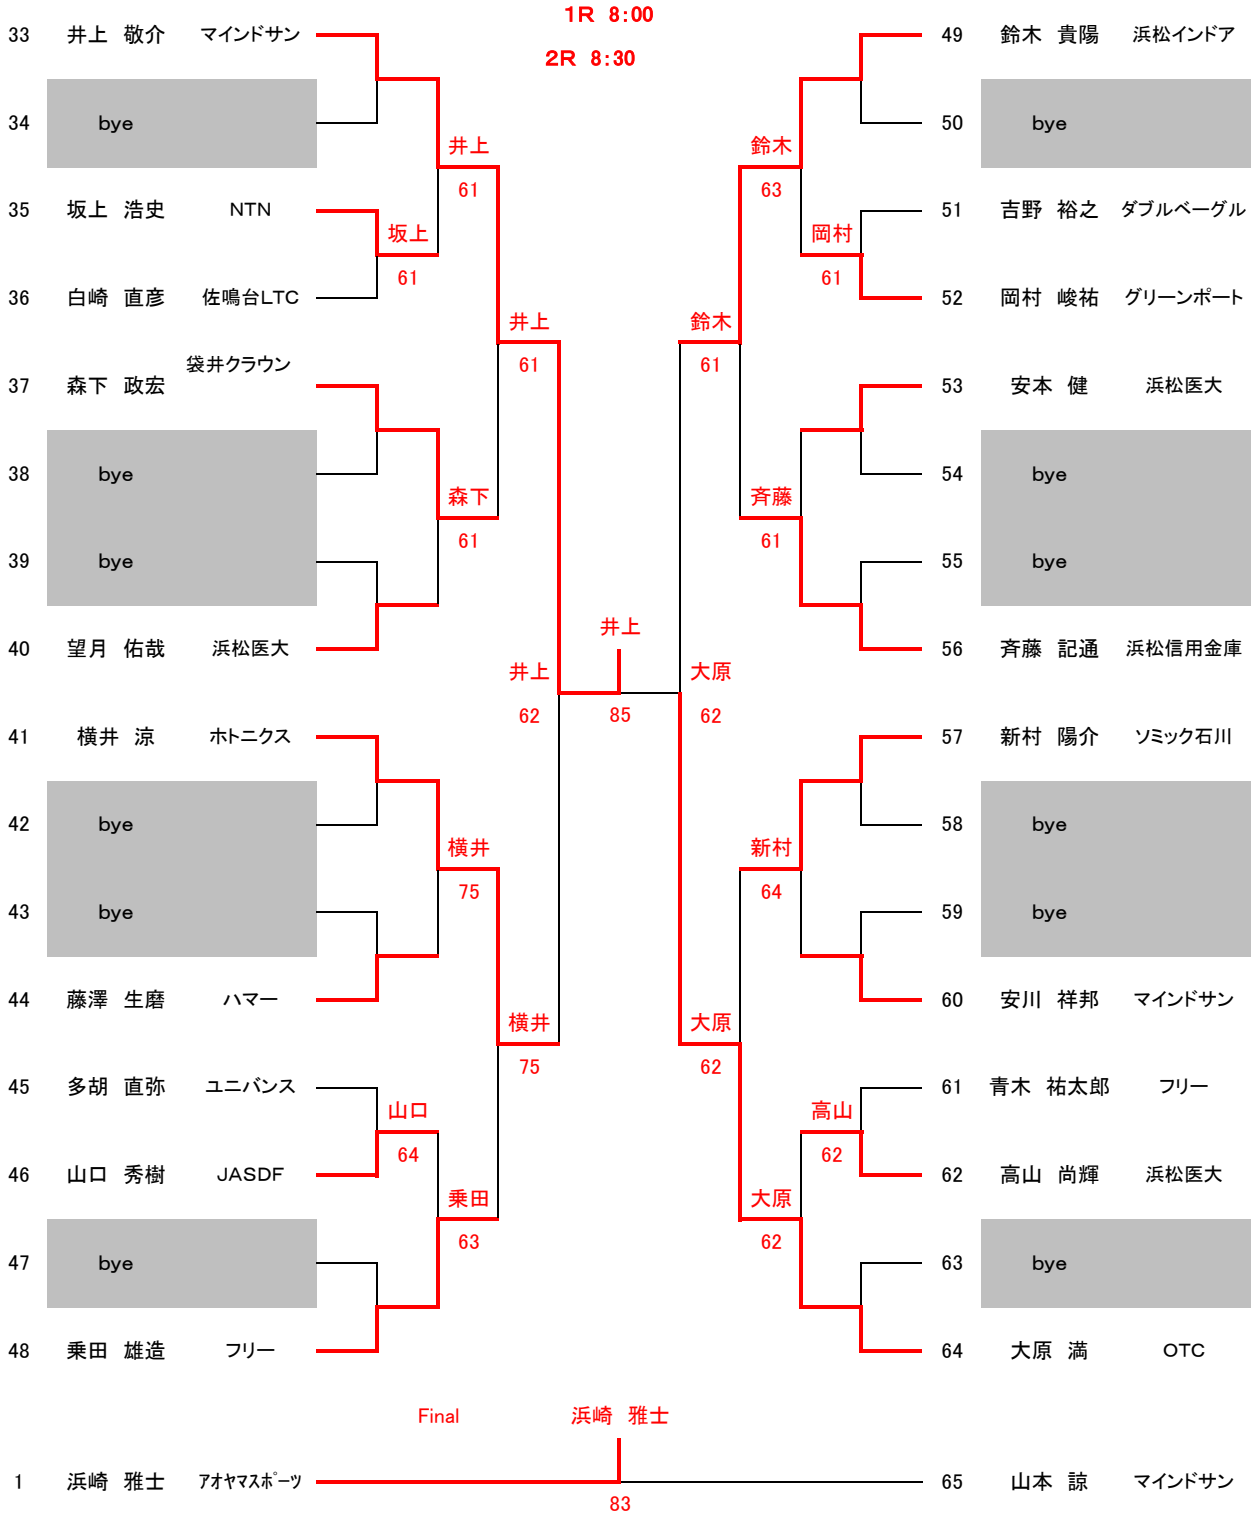 1R 8:00
2R 8:30
33 井上 敬介 マインドサン
34 bye
井上
61
35 坂上 浩史 NTN
坂上
61
36 白崎 直彦 佐鳴台LTC
井上
61
37 森下 政宏 袋井クラウン
38 bye
森下
61
39 bye
40 望月 佑哉 浜松医大
井上
62
41 横井 涼 ホトニクス
42 bye
横井
75
43 bye
44 藤澤 生磨 ハマー
横井
75
45 多胡 直弥 ユニバンス
山口
64
46 山口 秀樹 JASDF
乗田
63
47 bye
48 乗田 雄造 フリー
井上
85
49 鈴木 貴陽 浜松インドア
50 bye
鈴木
63
51 吉野 裕之 ダブルベーグル
岡村
61
52 岡村 峻祐 グリーンポート
鈴木
61
53 安本 健 浜松医大
54 bye
斉藤
61
55 bye
56 斉藤 記通 浜松信用金庫
大原
62
57 新村 陽介 ソミック石川
58 bye
新村
64
59 bye
60 安川 祥邦 マインドサン
大原
62
61 青木 祐太郎 フリー
高山
62
62 高山 尚輝 浜松医大
大原
62
63 bye
64 大原 満 OTC
Final 浜崎 雅士
1 浜崎 雅士 アオヤマスポーツ
83
65 山本 諒 マインドサン